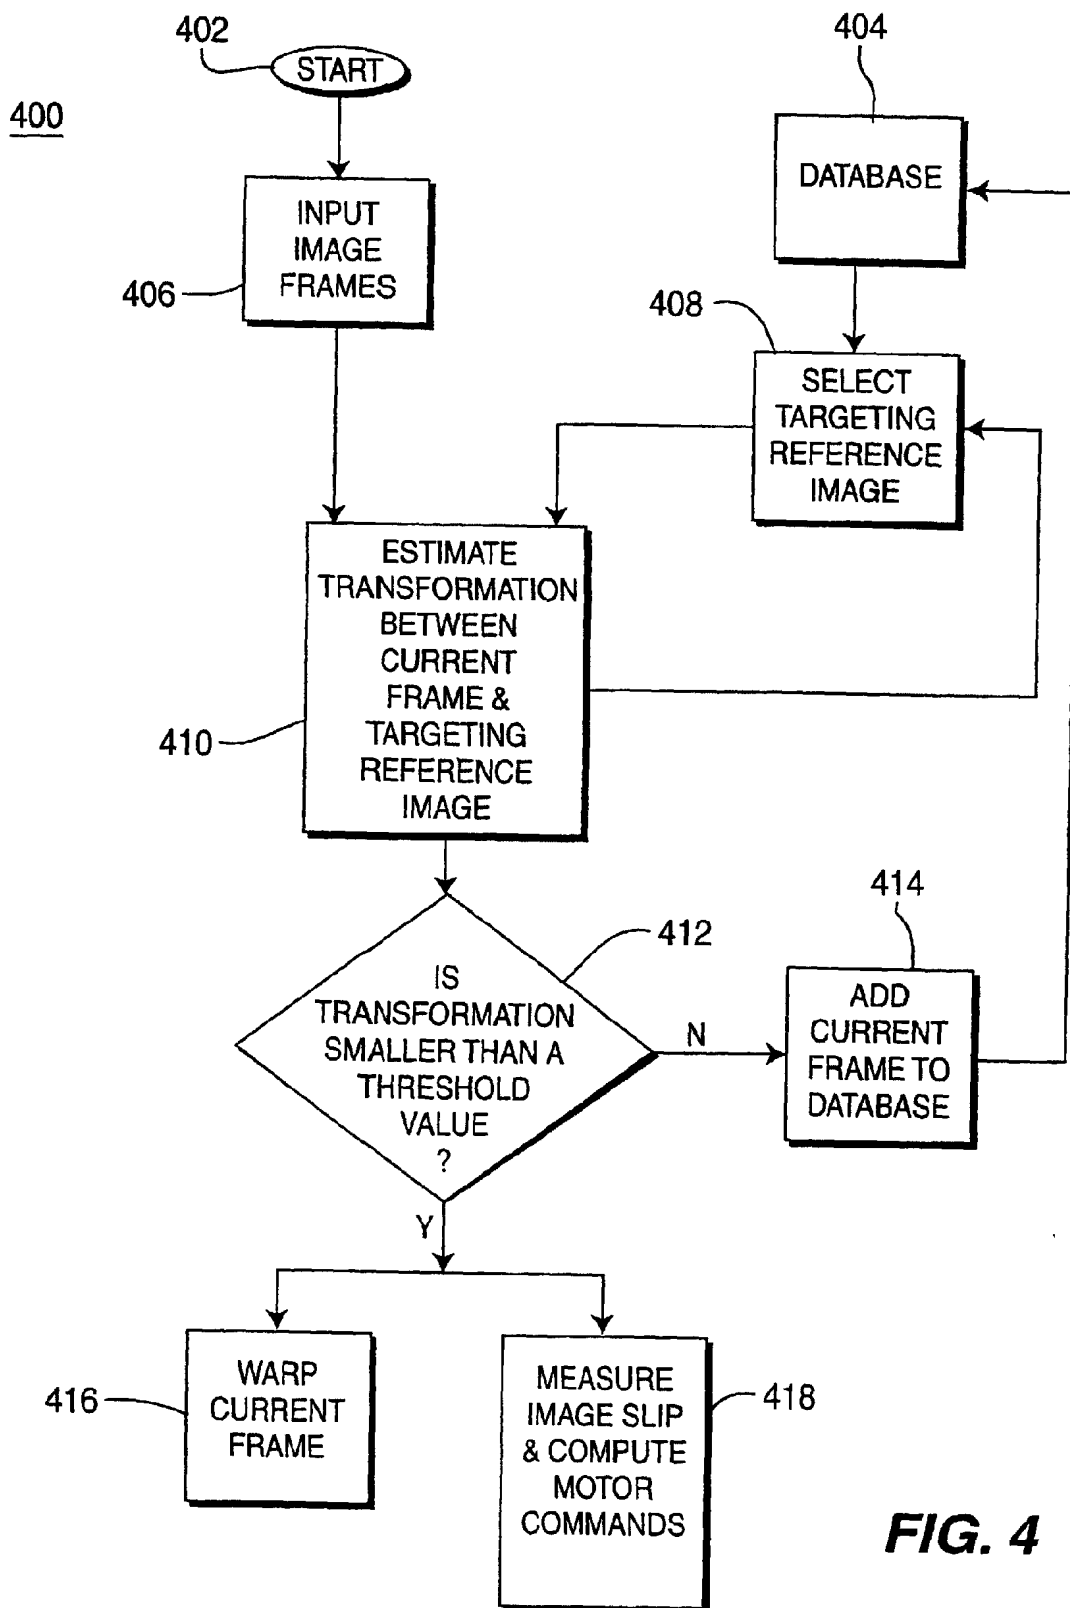 402
START
404
400
DATABASE
INPUT
IMAGE
FRAMES
406
408
SELECT
TARGETING
REFERENCE
IMAGE
ESTIMATE
TRANSFORMATION
BETWEEN
CURRENT
FRAME &
TARGETING
REFERENCE
IMAGE
410
412
414
IS
TRANSFORMATION
SMALLER THAN A
THRESHOLD
VALUE
?
N
ADD
CURRENT
FRAME TO
DATABASE
Y
416
WARP
CURRENT
FRAME
MEASURE
IMAGE SLIP
& COMPUTE
MOTOR
COMMANDS
418
FIG. 4